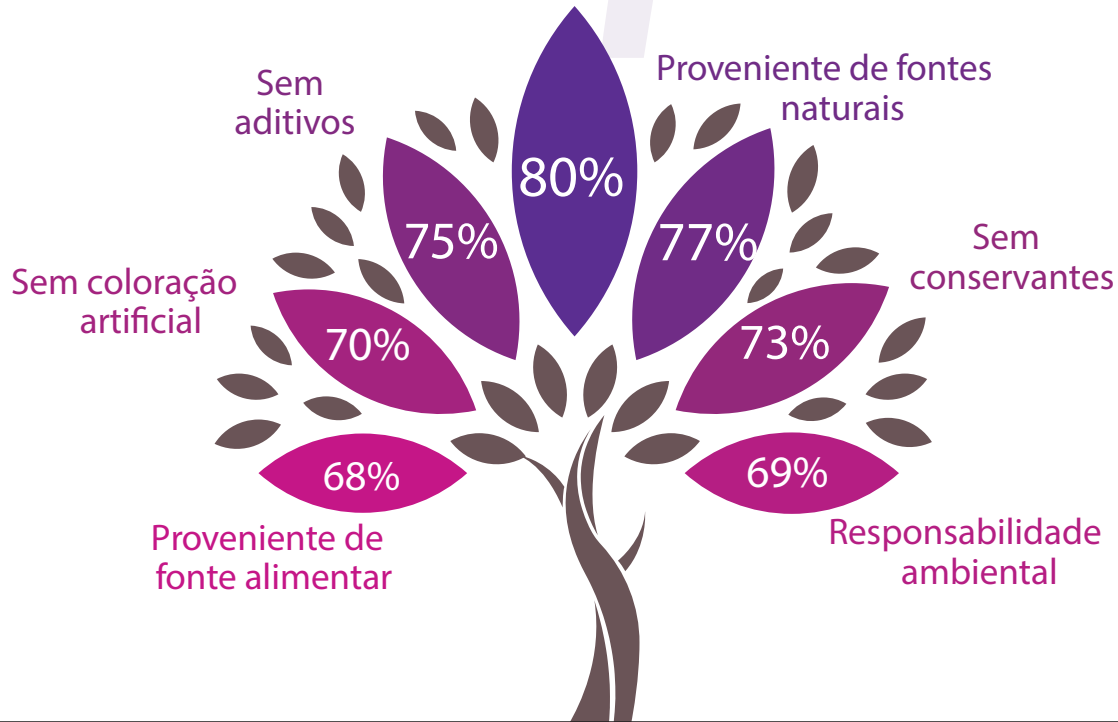 80%
Sem
aditivos
75%
Proveniente de fontes
naturais
77%
Sem coloração
artificial
70%
Sem
conservantes
73%
68%
Proveniente de
fonte alimentar
69%
Responsabilidade
ambiental